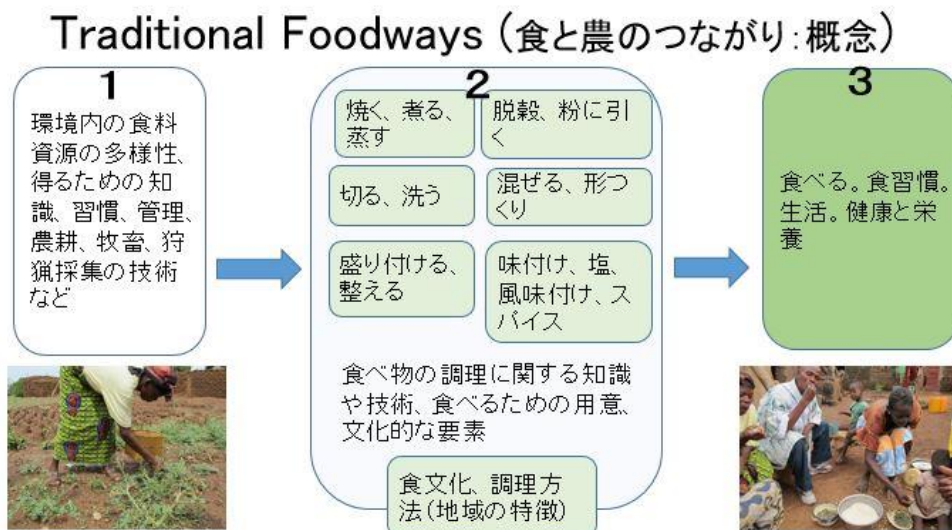 Traditional Foodways (食と農のつながり:概念)
1
環境内の食料
資源の多様性、
得るための知
識、習慣、管理、
農耕、牧畜、狩
猟採集の技術
など
2
焼く、煮る、
蒸す
脱穀、粉に引
く
切る、洗う
混ぜる、形つ
くり
盛り付ける、
整える
味付け、塩、
風味付け、ス
パイス
食べ物の調理に関する知識
や技術、食べるための用意、
文化的な要素
食文化、調理方
法(地域の特徴)
3
食べる。食習慣。
生活。健康と栄
養